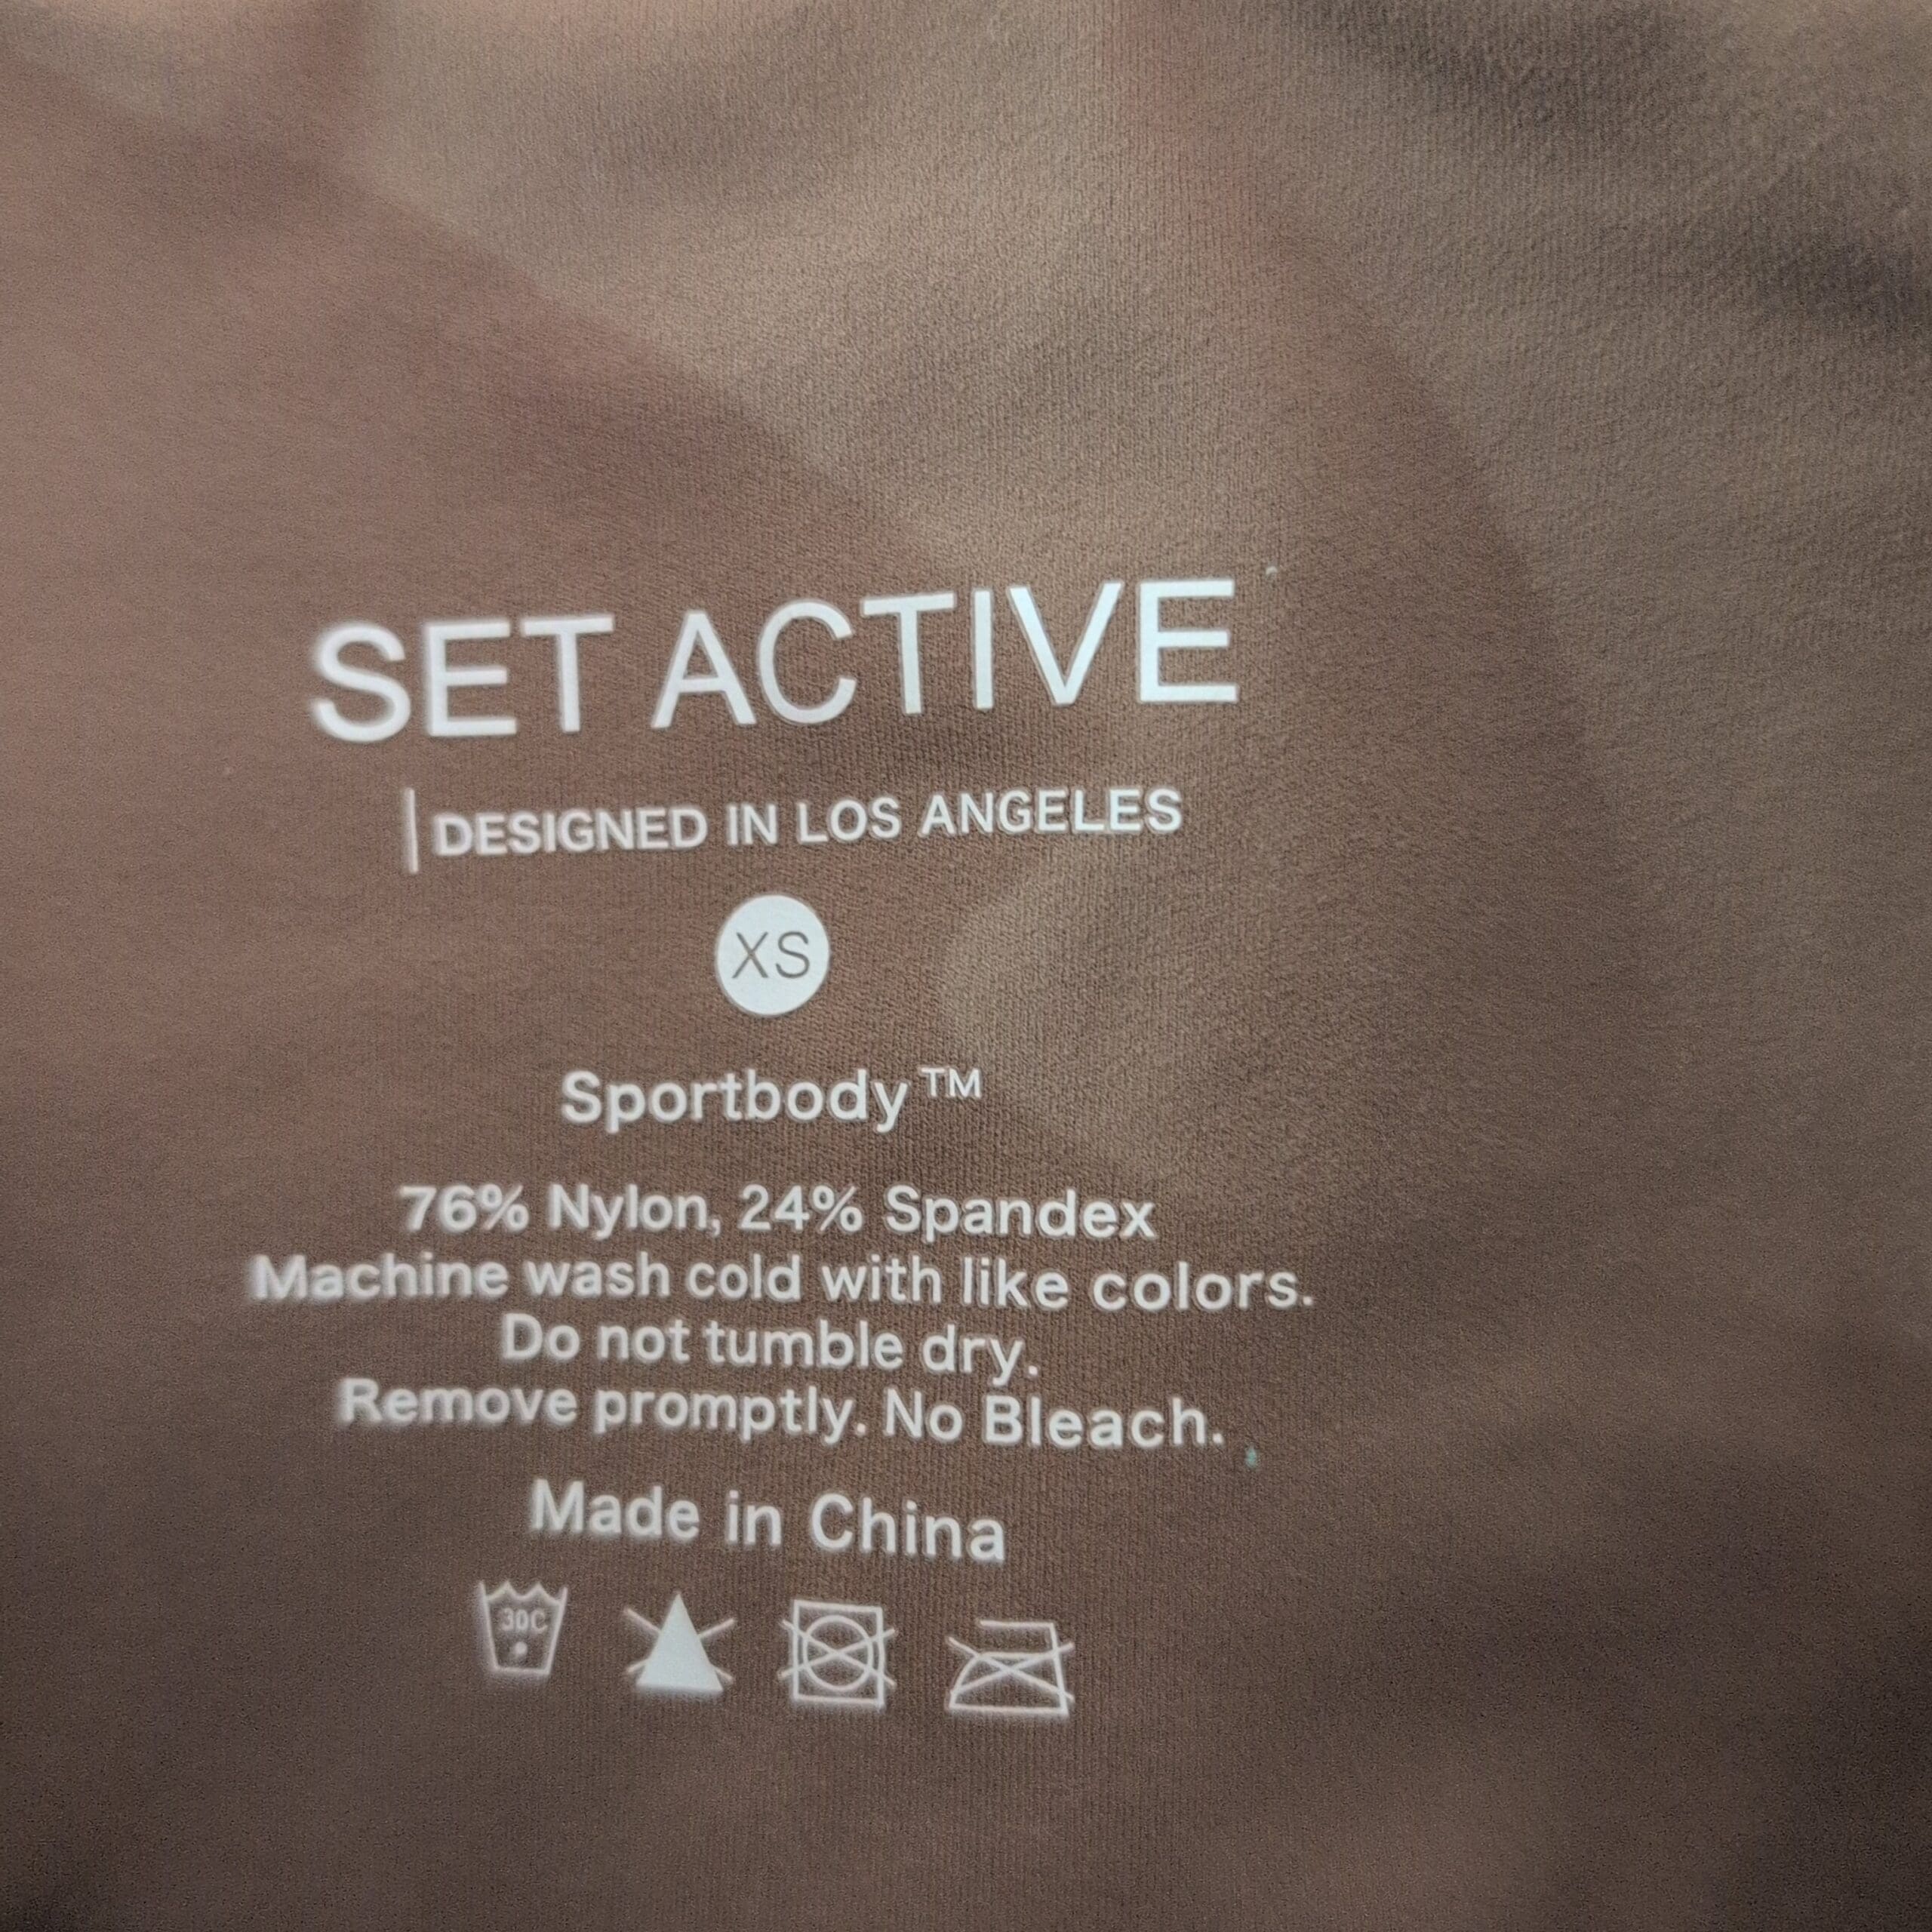 SET ACTIVE
DESIGNED IN LOS ANGELES
XS
Sportbody™
76% Nylon, 24% Spandex
Machine wash cold with like colors.
Do not tumble dry.
Remove promptly. No Bleach.
Made in China
30C